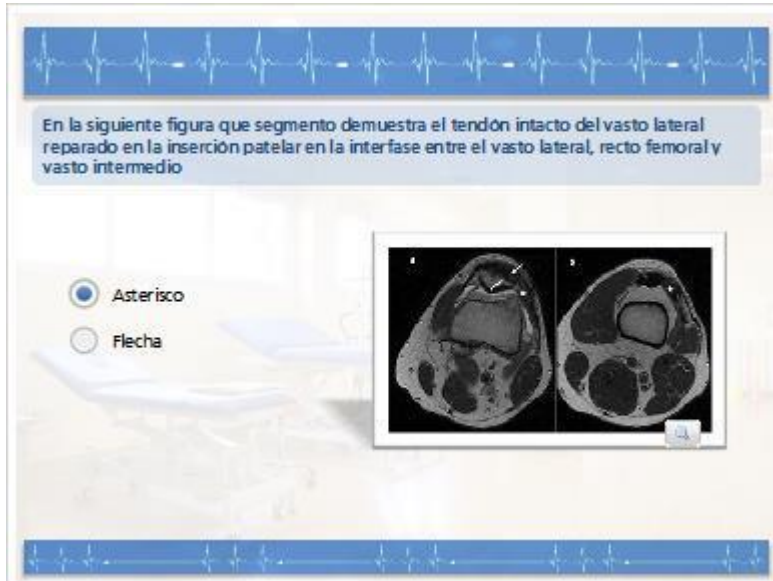 En la siguiente figura que segmento demuestra el tendón intacto del vasto lateral
reparado en la inserción patelar en la interfase entre el vasto lateral, recto femoral y
vasto intermedio
Asterisco
Flecha